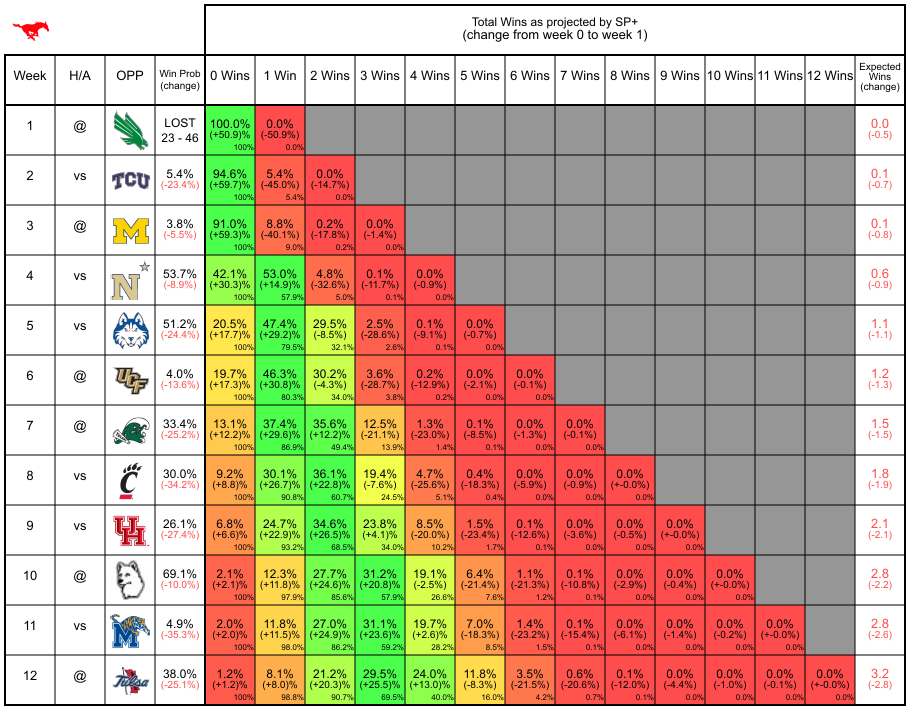 Total Wins as projected by SP+
(change from week 0 to week 1)
Week H/A OPP Win Prob (change) 0 Wins 1 Win 2 Wins 3 Wins 4 Wins 5 Wins 6 Wins 7 Wins 8 Wins 9 Wins 10 Wins 11 Wins 12 Wins Expected Wins (change)
1 @ LOST 100.0% 0.0% 0.0
23 - 46 (+50.9%) (-50.9%) (-0.5)
100% 0.0%
2 vs TCU 5.4% 94.6% 5.4% 0.0% 0.1
(-23.4%) (+59.7%) (-45.0%) (-14.7%) (-0.7)
100% 5.4% 0.0%
3 @ M 3.8% 91.0% 8.8% 0.2% 0.0% 0.1
(-5.5%) (+59.3%) (-40.1%) (-17.8%) (-1.4%) (-0.8)
100% 9.0% 0.2% 0.0%
4 vs N 53.7% 42.1% 53.0% 4.8% 0.1% 0.0% 0.6
(-8.9%) (+30.3)% (+14.9)% (-32.6%) (-11.7%) (-0.9%) (-0.9)
100% 57.9% 5.0% 0.1% 0.0%
5 vs 51.2% 20.5% 47.4% 29.5% 2.5% 0.1% 0.0% 1.1
(-24.4%) (+17.7)% (+29.2)% (-8.5%) (-28.6%) (-9.1%) (-0.7%) (-1.1)
100% 79.5% 32.1% 2.6% 0.1% 0.0%
6 @ UCF 4.0% 19.7% 46.3% 30.2% 3.6% 0.2% 0.0% 0.0% 1.2
(-13.6%) (+17.3)% (+30.8)% (-4.3%) (-28.7%) (-12.9%) (-2.1%) (-0.1%) (-1.3)
100% 80.3% 34.0% 3.8% 0.2% 0.0% 0.0%
7 @ 33.4% 13.1% 37.4% 35.6% 12.5% 1.3% 0.1% 0.0% 0.0% 1.5
(-25.2%) (+12.2)% (+29.6)% (+12.2)% (-21.1%) (-23.0%) (-8.5%) (-1.3%) (-0.1%) (-1.5)
100% 86.9% 49.4% 13.9% 1.4% 0.1% 0.0% 0.0%
8 vs C 30.0% 9.2% 30.1% 36.1% 19.4% 4.7% 0.4% 0.0% 0.0% 0.0% 1.8
(-34.2%) (+8.8)% (+26.7)% (+22.8)% (-7.6%) (-25.6%) (-18.3%) (-5.9%) (-0.9%) (+-0.0%) (-1.9)
100% 90.8% 60.7% 24.5% 5.1% 0.4% 0.0% 0.0% 0.0%
9 vs UH 26.1% 6.8% 24.7% 34.6% 23.8% 8.5% 1.5% 0.1% 0.0% 0.0% 0.0% 2.1
(-27.4%) (+6.6)% (+22.9)% (+26.5)% (+4.1)% (-20.0%) (-23.4%) (-12.6%) (-3.6%) (-0.5%) (+-0.0%) (-2.1)
100% 93.2% 68.5% 34.0% 10.2% 1.7% 0.1% 0.0% 0.0% 0.0%
10 @ 69.1% 2.1% 12.3% 27.7% 31.2% 19.1% 6.4% 1.1% 0.1% 0.0% 0.0% 0.0% 2.8
(-10.0%) (+2.1)% (+11.8)% (+24.6)% (+20.8)% (-2.5%) (-21.4%) (-21.3%) (-10.8%) (-2.9%) (-0.4%) (+-0.0%) (-2.2)
100% 97.9% 85.6% 57.9% 26.6% 7.6% 1.2% 0.1% 0.0% 0.0% 0.0%
11 vs M 4.9% 2.0% 11.8% 27.0% 31.1% 19.7% 7.0% 1.4% 0.1% 0.0% 0.0% 0.0% 0.0% 2.8
(-35.3%) (+2.0)% (+11.5)% (+24.9)% (+23.6)% (+2.6)% (-18.3%) (-23.2%) (-15.4%) (-6.1%) (-1.4%) (-0.2%) (+-0.0%) (-2.6)
100% 98.0% 86.2% 59.2% 28.2% 8.5% 1.5% 0.1% 0.0% 0.0% 0.0% 0.0%
12 @ Tulsa 38.0% 1.2% 8.1% 21.2% 29.5% 24.0% 11.8% 3.5% 0.6% 0.1% 0.0% 0.0% 0.0% 0.0% 3.2
(-25.1%) (+1.2)% (+8.0)% (+20.3)% (+25.5)% (+13.0)% (-8.3%) (-21.5%) (-20.6%) (-12.0%) (-4.4%) (-1.0%) (-0.1%) (+-0.0%) (-2.8)
100% 98.8% 90.7% 69.5% 40.0% 16.0% 4.2% 0.7% 0.1% 0.0% 0.0% 0.0% 0.0%